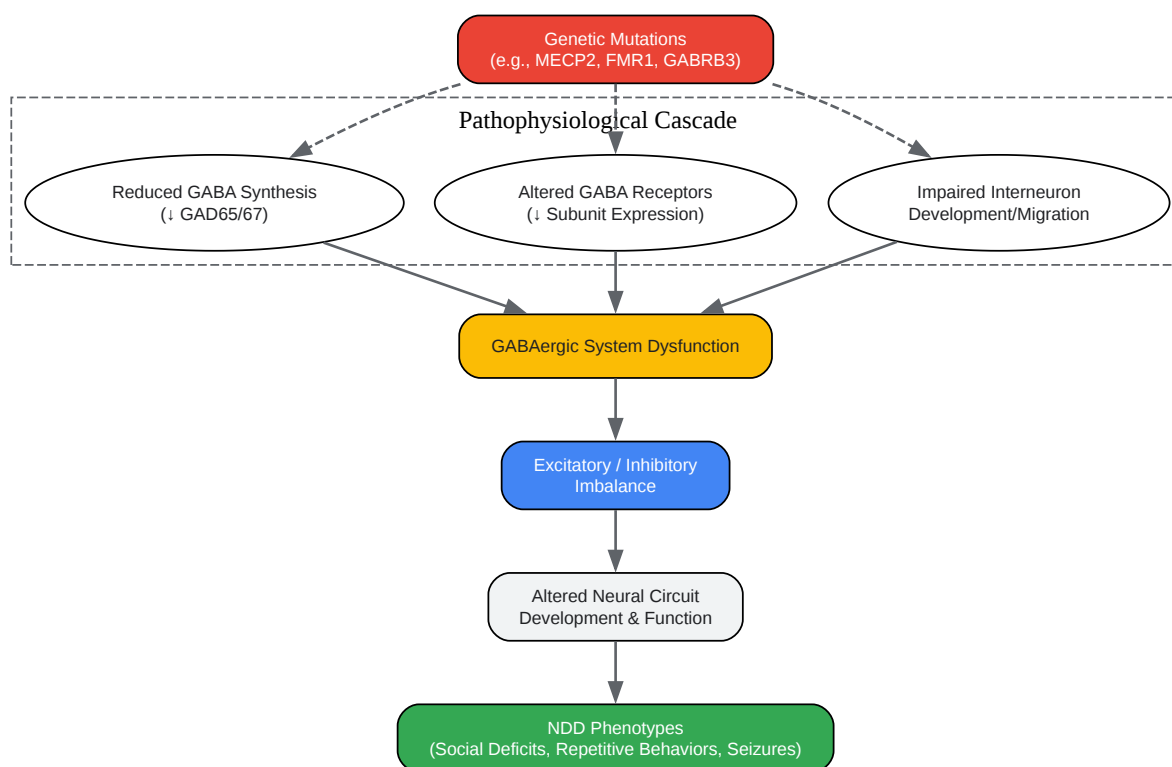 Genetic Mutations
(e.g., MECP2, FMR1, GABRB3)
Pathophysiological Cascade
Reduced GABA Synthesis
(↓ GAD65/67)
Altered GABA Receptors
(↓ Subunit Expression)
Impaired Interneuron
Development/Migration
GABAergic System Dysfunction
Excitatory / Inhibitory
Imbalance
Altered Neural Circuit
Development & Function
NDD Phenotypes
(Social Deficits, Repetitive Behaviors, Seizures)